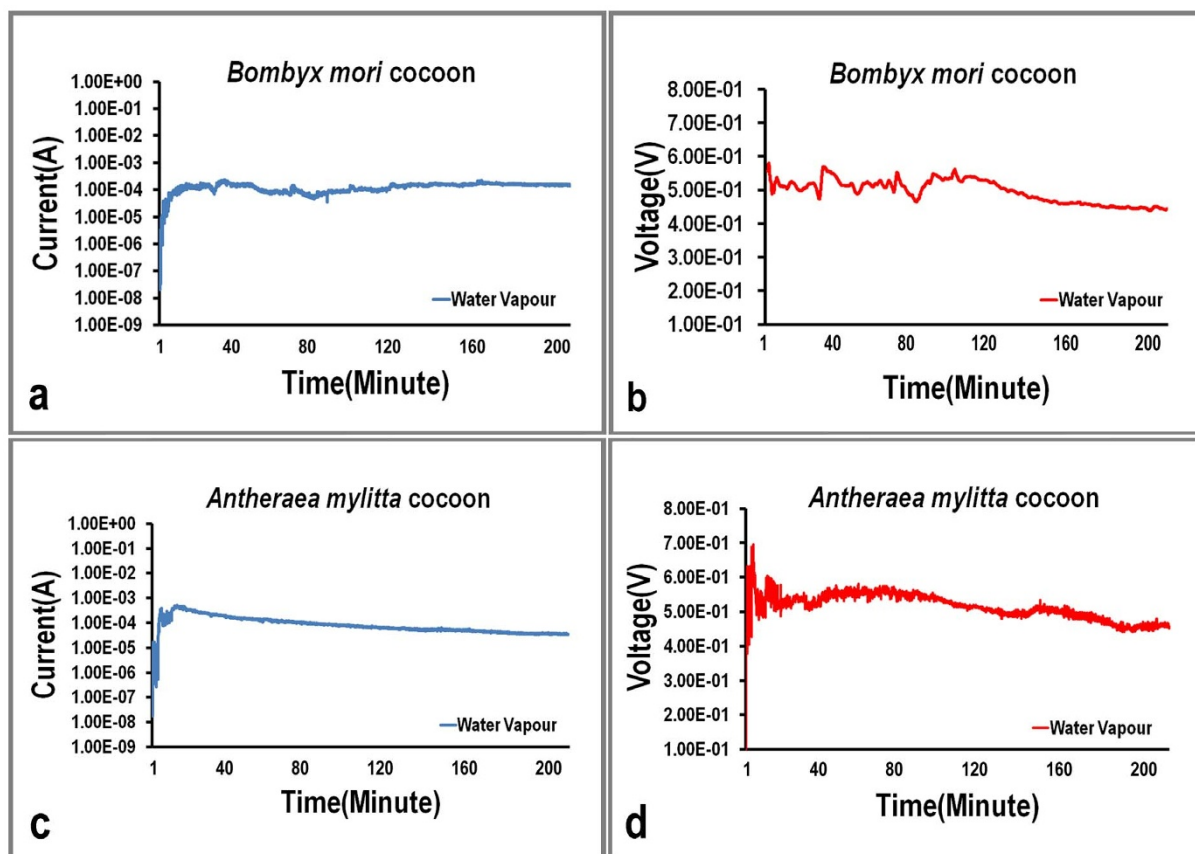 Bombyx mori cocoon
1.00E+00
1.00E-01
1.00E-02
1.00E-03
1.00E-04
1.00E-05
1.00E-06
1.00E-07
1.00E-08
1.00E-09
Current(A)
Water Vapour
1 40 80 120 160 200
Time(Minute)
a
Bombyx mori cocoon
8.00E-01
7.00E-01
6.00E-01
5.00E-01
4.00E-01
3.00E-01
2.00E-01
1.00E-01
Voltage(V)
Water Vapour
1 40 80 120 160 200
Time(Minute)
b
Antheraea mylitta cocoon
1.00E+00
1.00E-01
1.00E-02
1.00E-03
1.00E-04
1.00E-05
1.00E-06
1.00E-07
1.00E-08
1.00E-09
Current(A)
Water Vapour
1 40 80 120 160 200
Time(Minute)
c
Antheraea mylitta cocoon
8.00E-01
7.00E-01
6.00E-01
5.00E-01
4.00E-01
3.00E-01
2.00E-01
1.00E-01
Voltage(V)
Water Vapour
1 40 80 120 160 200
Time(Minute)
d